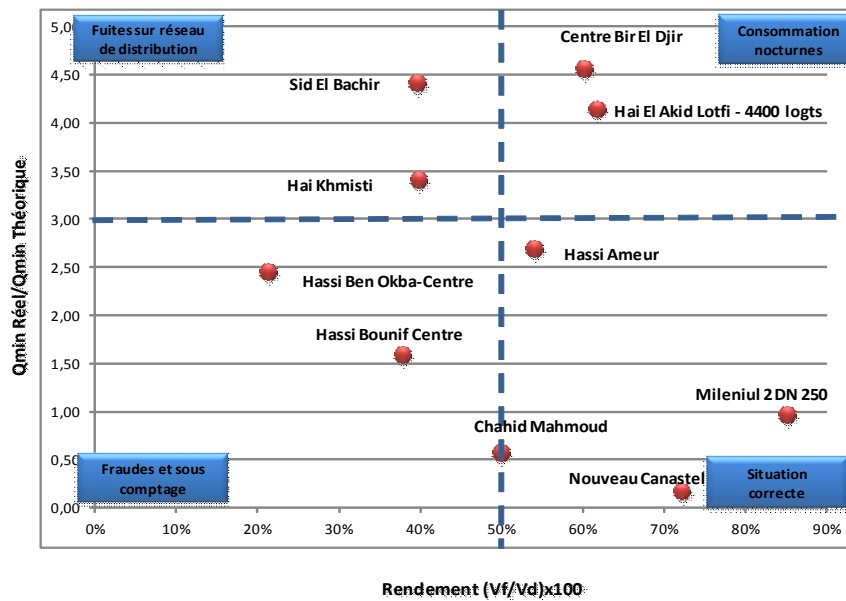 Fuites sur réseau
de distribution
Consommation
nocturnes
Centre Bir El Djir
Sid El Bachir
Hai El Akid Lotfi - 4400 logts
Hai Khmisti
Hassi Ameur
Hassi Ben Okba-Centre
Hassi Bounif Centre
Mileniul 2 DN 250
Chahid Mahmoud
Nouveau Canastel
Fraudes et sous
comptage
Situation
correcte
Qmin Réel/Qmin Théorique
5,00
4,50
4,00
3,50
3,00
2,50
2,00
1,50
1,00
0,50
0,00
0%
10%
20%
30%
40%
50%
60%
70%
80%
90%
Rendement (Vf/Vd)x100